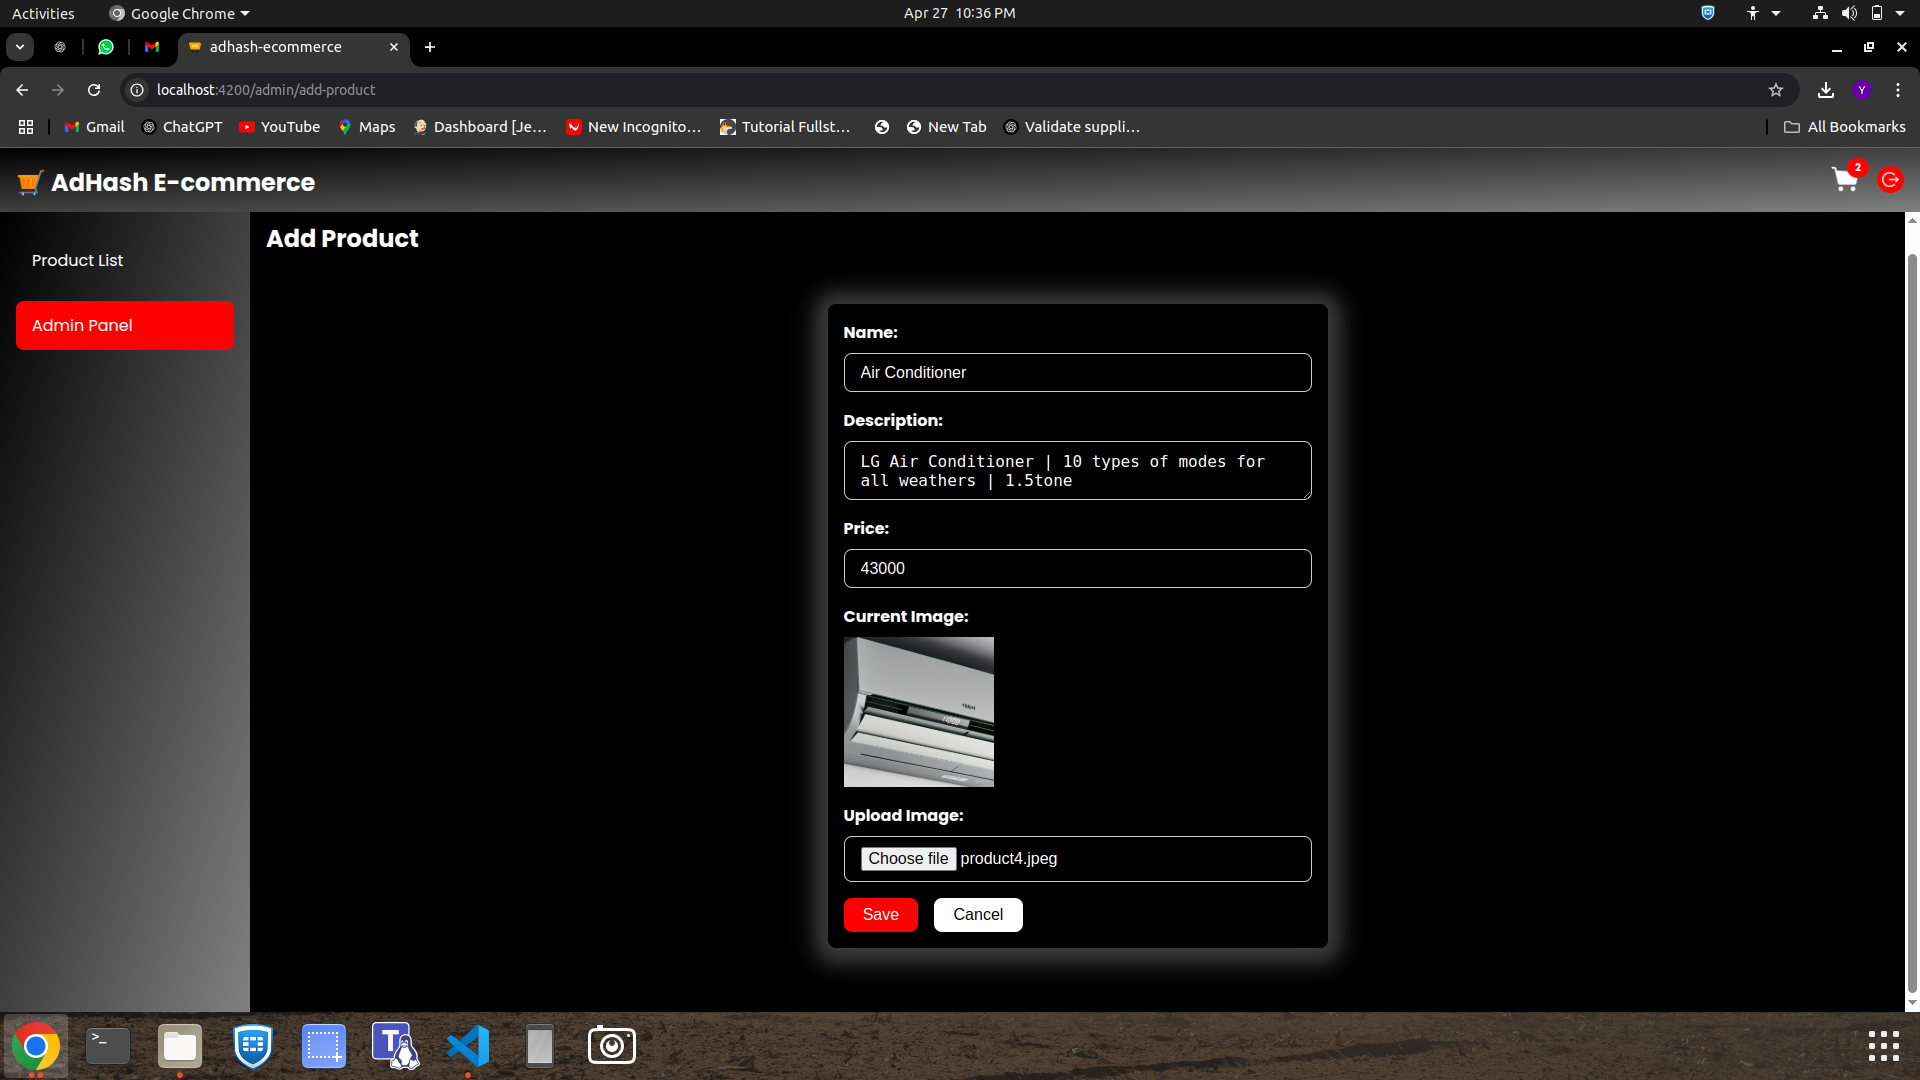 Activities
Google Chrome
Apr 27 10:36 PM
adhash-ecommerce
localhost:4200/admin/add-product
Y
Gmail
ChatGPT
YouTube
Maps
Dashboard [Je...
New Incognito...
Tutorial Fullst...
New Tab
Validate suppli...
All Bookmarks
AdHash E-commerce
2
Product List
Admin Panel
Add Product
Name:
Air Conditioner
Description:
LG Air Conditioner | 10 types of modes for
all weathers | 1.5tone
Price:
43000
Current Image:
Upload Image:
Choose file product4.jpeg
Save
Cancel
>_
T